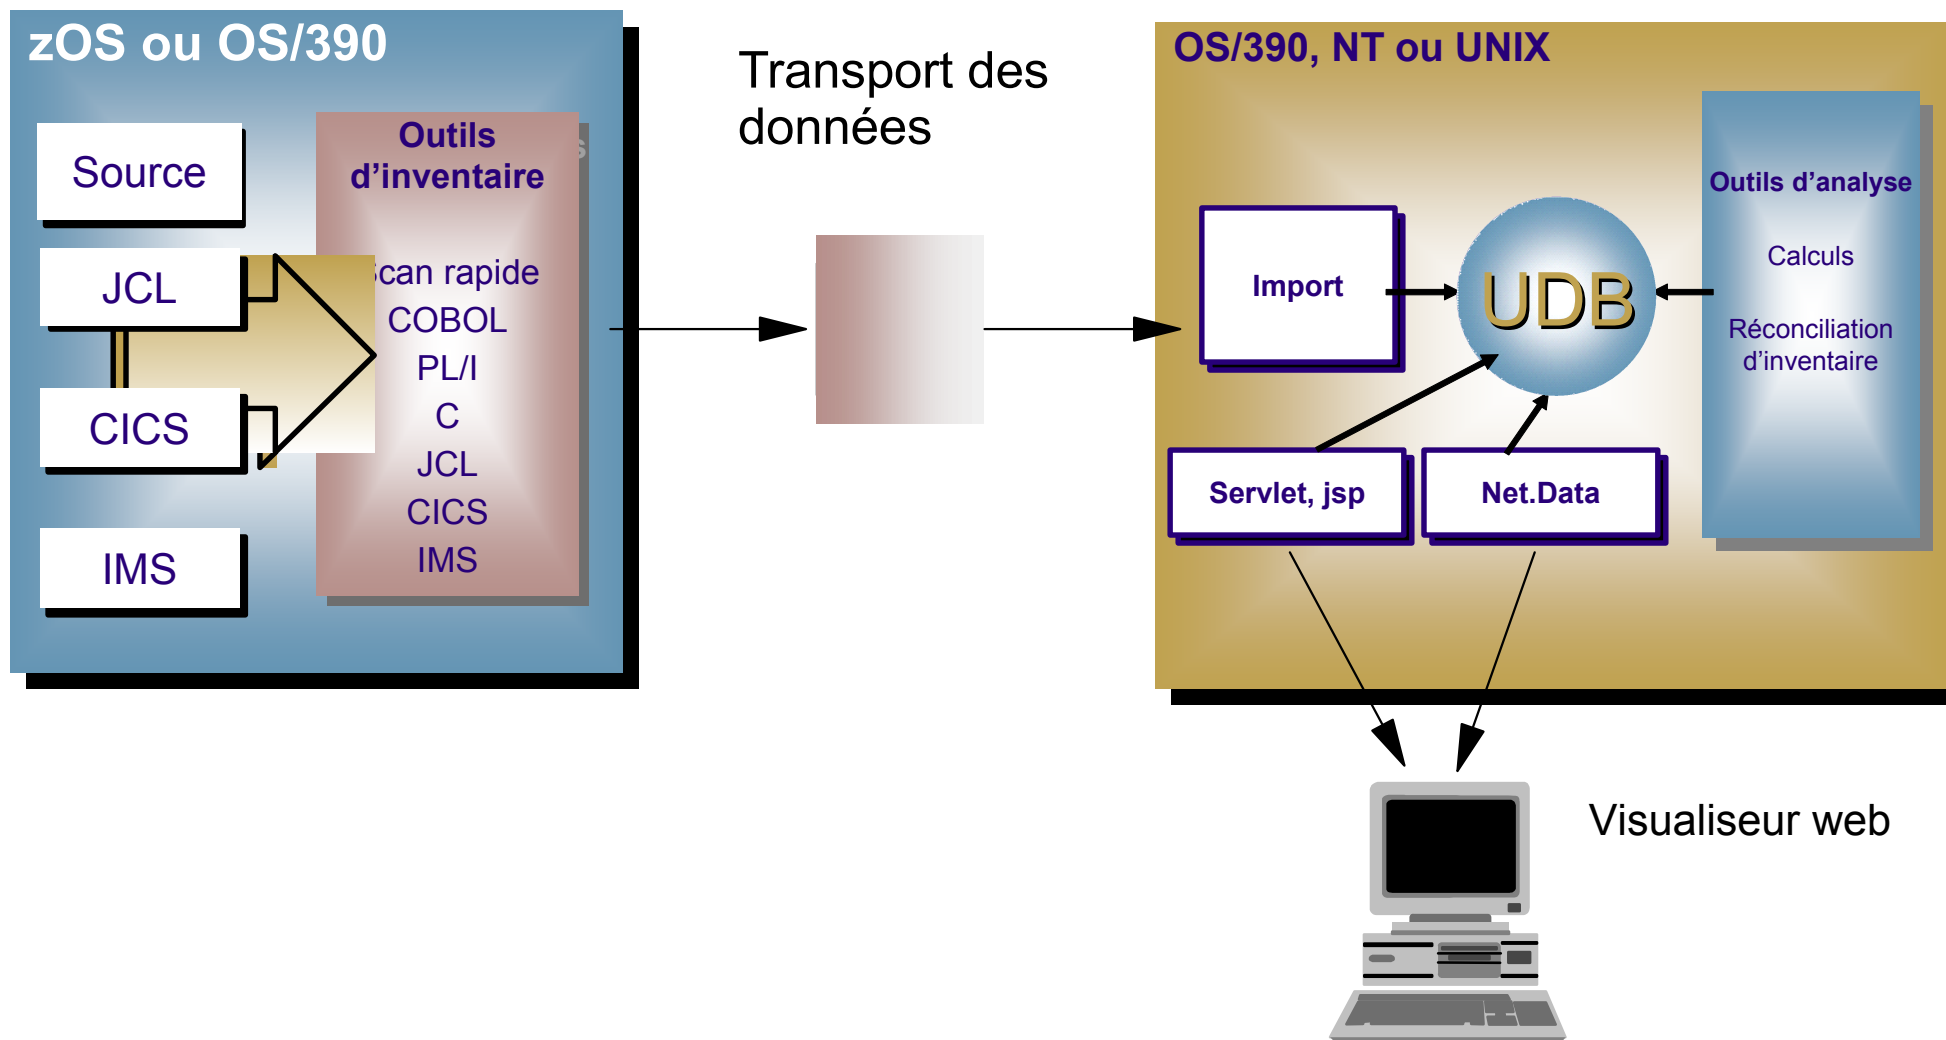 zOS ou OS/390
Source
JCL
CICS
IMS
Outils
d’inventaire
Scan rapide
COBOL
PL/I
C
JCL
CICS
IMS
Transport des
données
OS/390, NT ou UNIX
Import
UDB
Servlet, jsp
Net.Data
Outils d’analyse
Calculs
Réconciliation
d’inventaire
Visualiseur web